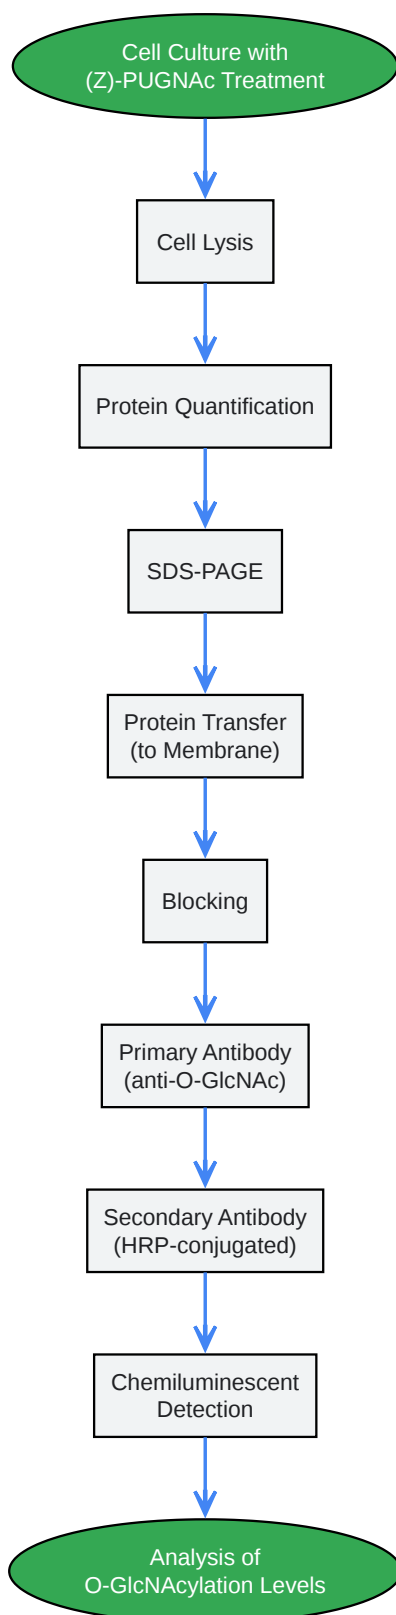 Cell Culture with
(Z)-PUGNAc Treatment
Cell Lysis
Protein Quantification
SDS-PAGE
Protein Transfer
(to Membrane)
Blocking
Primary Antibody
(anti-O-GlcNAc)
Secondary Antibody
(HRP-conjugated)
Chemiluminescent
Detection
Analysis of
O-GlcNAcylation Levels